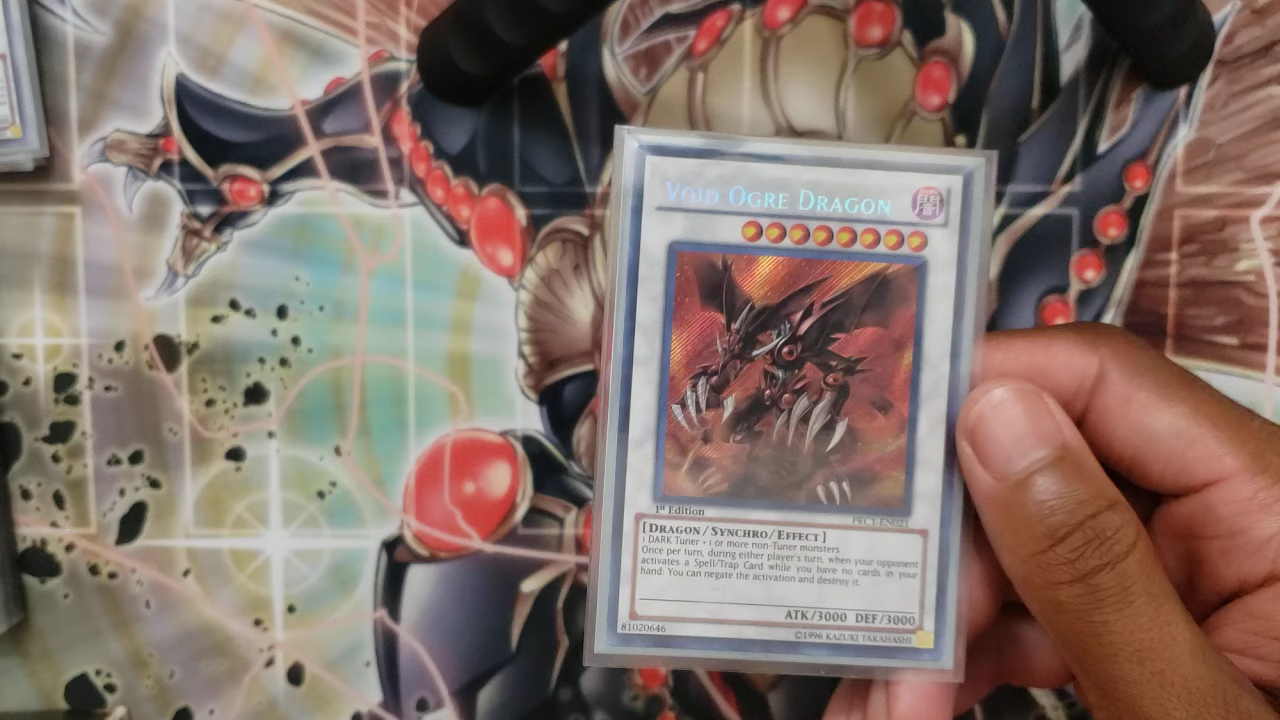 Void Ogre Dragon
闇
1st Edition
PRC1-EN021
[Dragon/Synchro/Effect]
1 DARK Tuner + 1 or more non-Tuner monsters
Once per turn, during either player's turn, when your opponent
activates a Spell/Trap Card while you have no cards in your
hand: You can negate the activation and destroy it.
ATK/3000 DEF/3000
81020646
©1996 KAZUKI TAKAHASHI